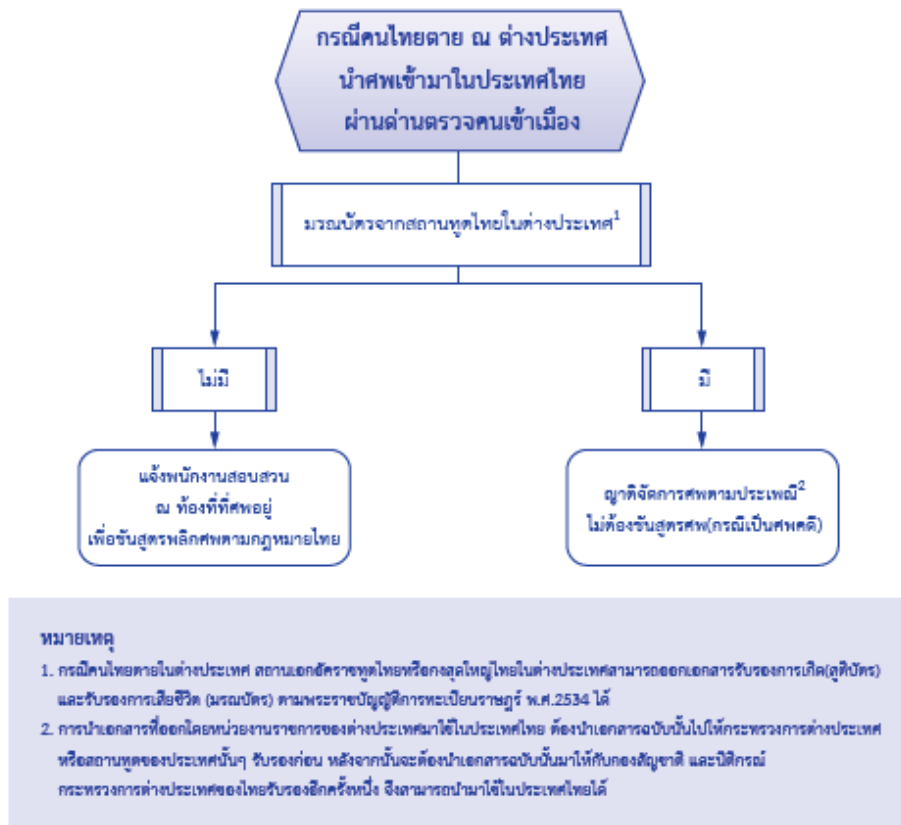 กรณีคนไทยตาย ณ ต่างประเทศ
นำศพเข้ามาในประเทศไทย
ผ่านด่านตรวจคนเข้าเมือง
มรณบัตรจากสถานทูตไทยในต่างประเทศ1
ไม่มี
มี
แจ้งพนักงานสอบสวน
ณ ท้องที่ที่ศพอยู่
เพื่อชันสูตรพลิกศพตามกฎหมายไทย
ญาติจัดการศพตามประเพณี2
ไม่ต้องชันสูตรศพ(กรณีเป็นศพคดี)
หมายเหตุ
1. กรณีคนไทยตายในต่างประเทศ สถานเอกอัครราชทูตไทยหรือกงสุลใหญ่ไทยในต่างประเทศสามารถออกเอกสารรับรองการเกิด(สูติบัตร)
และรับรองการเสียชีวิต (มรณบัตร) ตามพระราชบัญญัติการทะเบียนราษฎร์ พ.ศ.2534 ได้
2. การนำเอกสารที่ออกโดยหน่วยงานราชการของต่างประเทศมาใช้ในประเทศไทย ต้องนำเอกสารฉบับนั้นไปให้กระทรวงการต่างประเทศ
หรือสถานทูตของประเทศนั้นๆ รับรองก่อน หลังจากนั้นจะต้องนำเอกสารฉบับนั้นมาให้กับกองสัญชาติ และนิติกรณ์
กระทรวงการต่างประเทศของไทยรับรองอีกครั้งหนึ่ง จึงสามารถนำมาใช้ในประเทศไทยได้